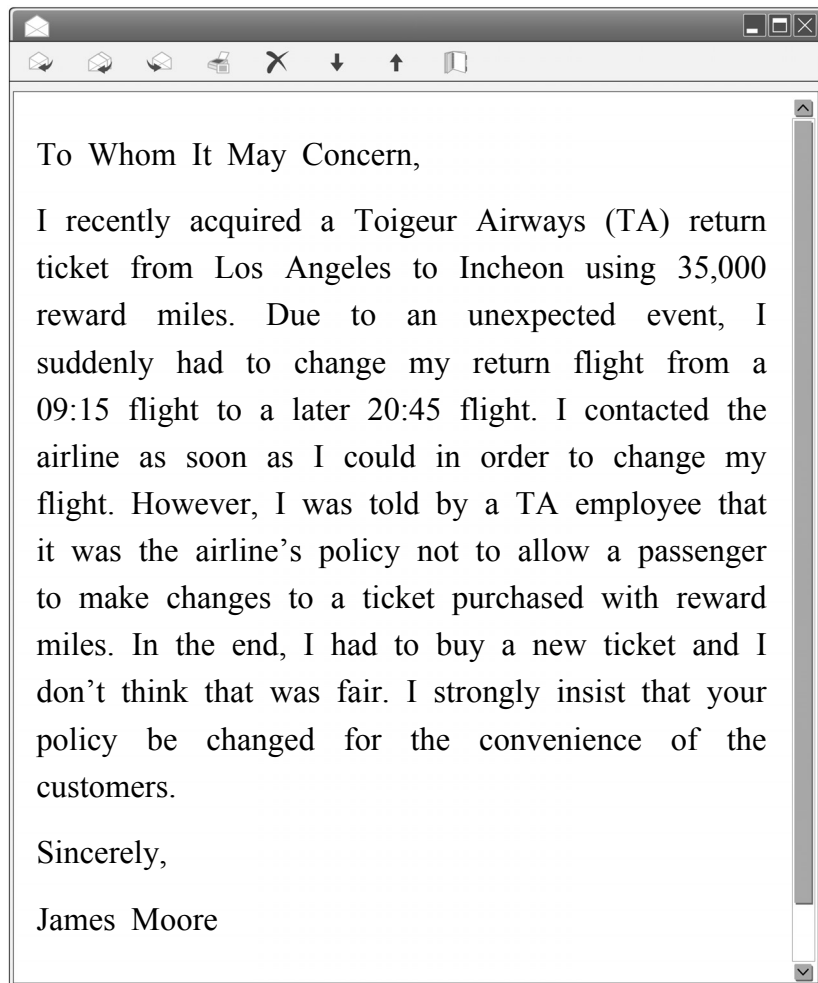 To Whom It May Concern,
I recently acquired a Toigeur Airways (TA) return
ticket from Los Angeles to Incheon using 35,000
reward miles. Due to an unexpected event, I
suddenly had to change my return flight from a
09:15 flight to a later 20:45 flight. I contacted the
airline as soon as I could in order to change my
flight. However, I was told by a TA employee that
it was the airline’s policy not to allow a passenger
to make changes to a ticket purchased with reward
miles. In the end, I had to buy a new ticket and I
don’t think that was fair. I strongly insist that your
policy be changed for the convenience of the
customers.
Sincerely,
James Moore